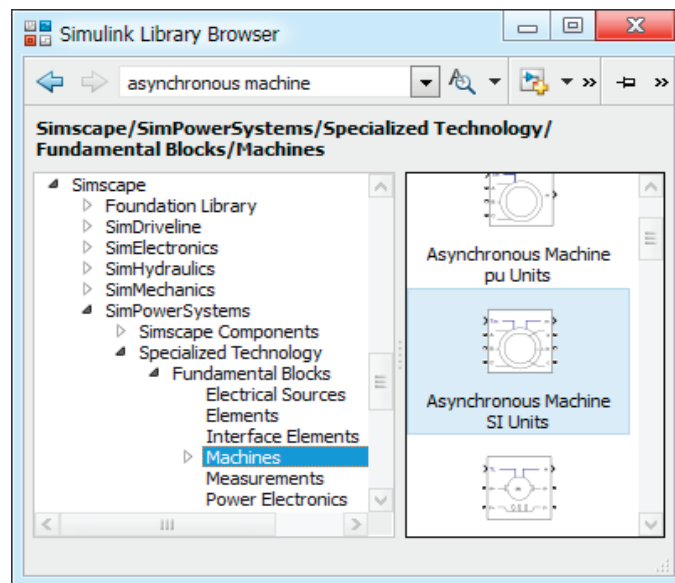 Simulink Library Browser
asynchronous machine
Simscape/SimPowerSystems/Specialized Technology/
Fundamental Blocks/Machines
Simscape
Foundation Library
SimDriveline
SimElectronics
SimHydraulics
SimMechanics
SimPowerSystems
Simscape Components
Specialized Technology
Fundamental Blocks
Electrical Sources
Elements
Interface Elements
Machines
Measurements
Power Electronics
Asynchronous Machine
pu Units
Asynchronous Machine
SI Units